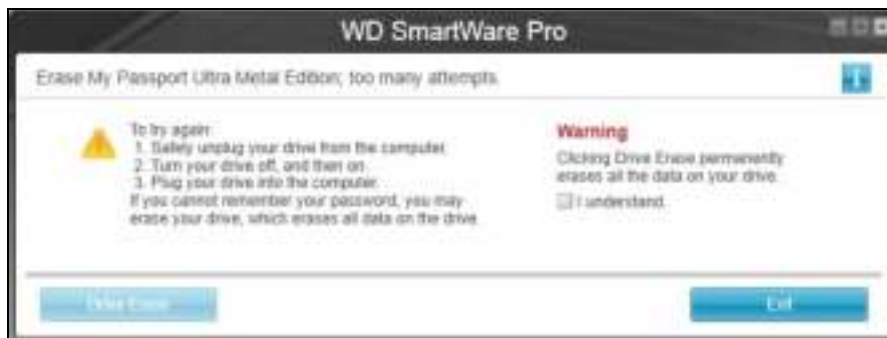 WD SmartWare Pro
Erase My Passport Ultra Metal Edition; too many attempts.
To try again:
1. Safely unplug your drive from the computer.
2. Turn your drive off, and then on.
3. Plug your drive into the computer.
If you cannot remember your password, you may
erase your drive, which erases all data on the drive.
Warning
Clicking Drive Erase permanently
erases all the data on your drive.
I understand.
Drive Erase
Exit